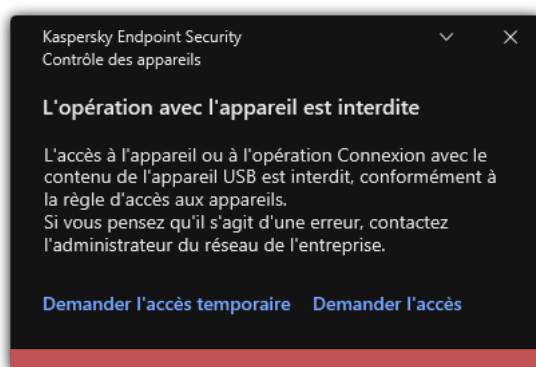 Kaspersky Endpoint Security
Contrôle des appareils
L'opération avec l'appareil est interdite
L'accès à l'appareil ou à l'opération Connexion avec le
contenu de l'appareil USB est interdit, conformément à
la règle d'accès aux appareils.
Si vous pensez qu'il s'agit d'une erreur, contactez
l'administrateur du réseau de l'entreprise.
Demander l'accès temporaire Demander l'accès